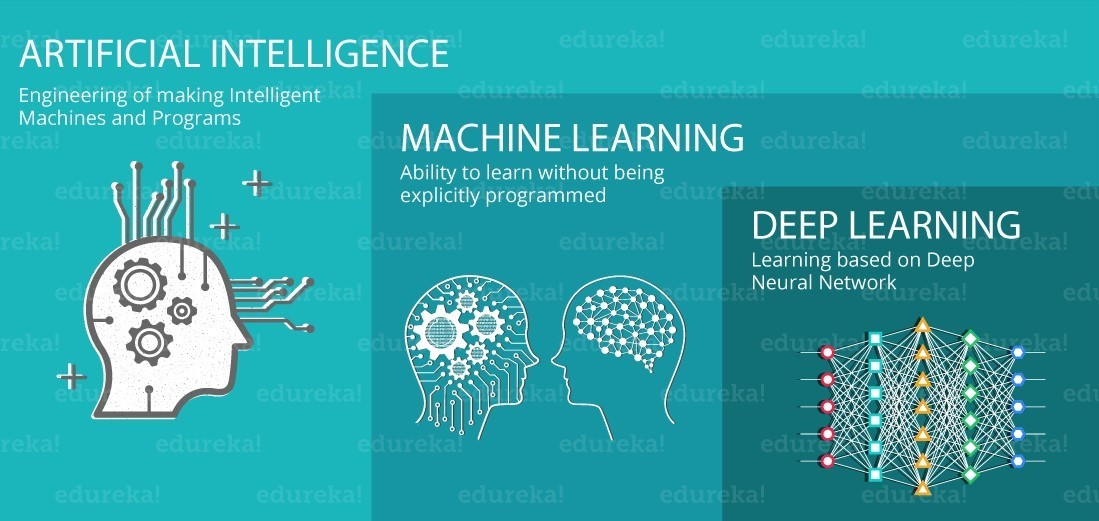 ARTIFICIAL INTELLIGENCE
Engineering of making Intelligent
Machines and Programs
MACHINE LEARNING
Ability to learn without being
explicitly programmed
DEEP LEARNING
Learning based on Deep
Neural Network
edureka!